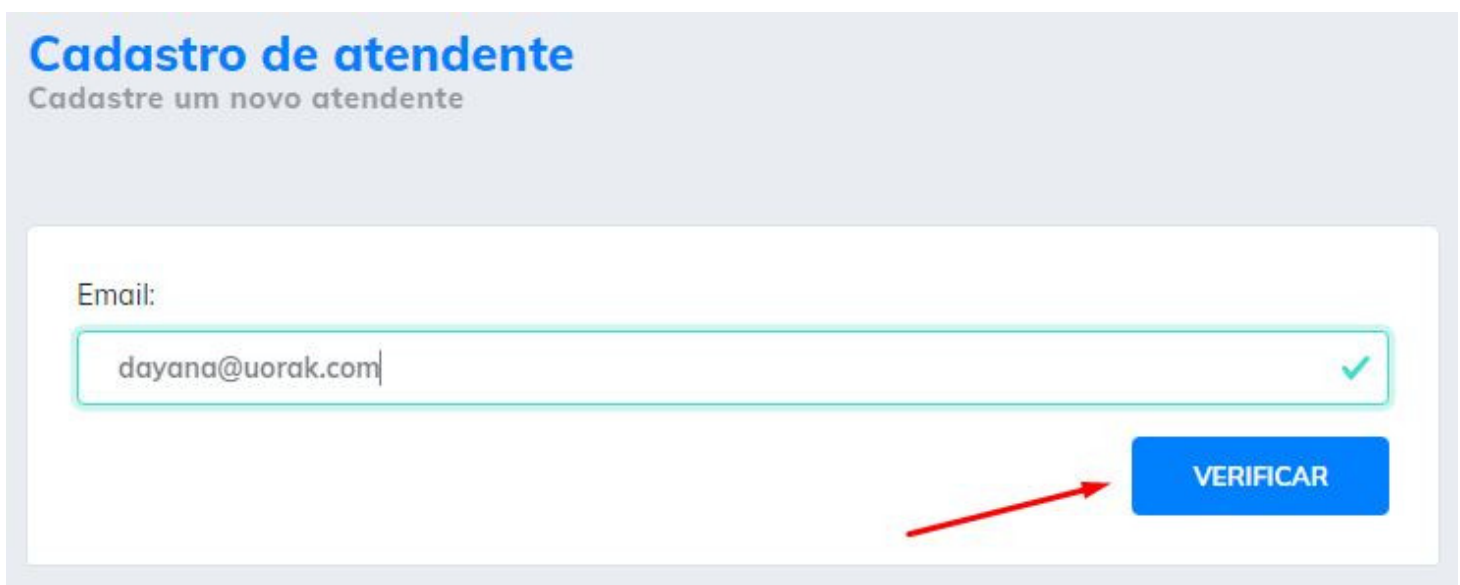 Cadastro de atendente
Cadastre um novo atendente
Email:
dayana@uorak.com
VERIFICAR